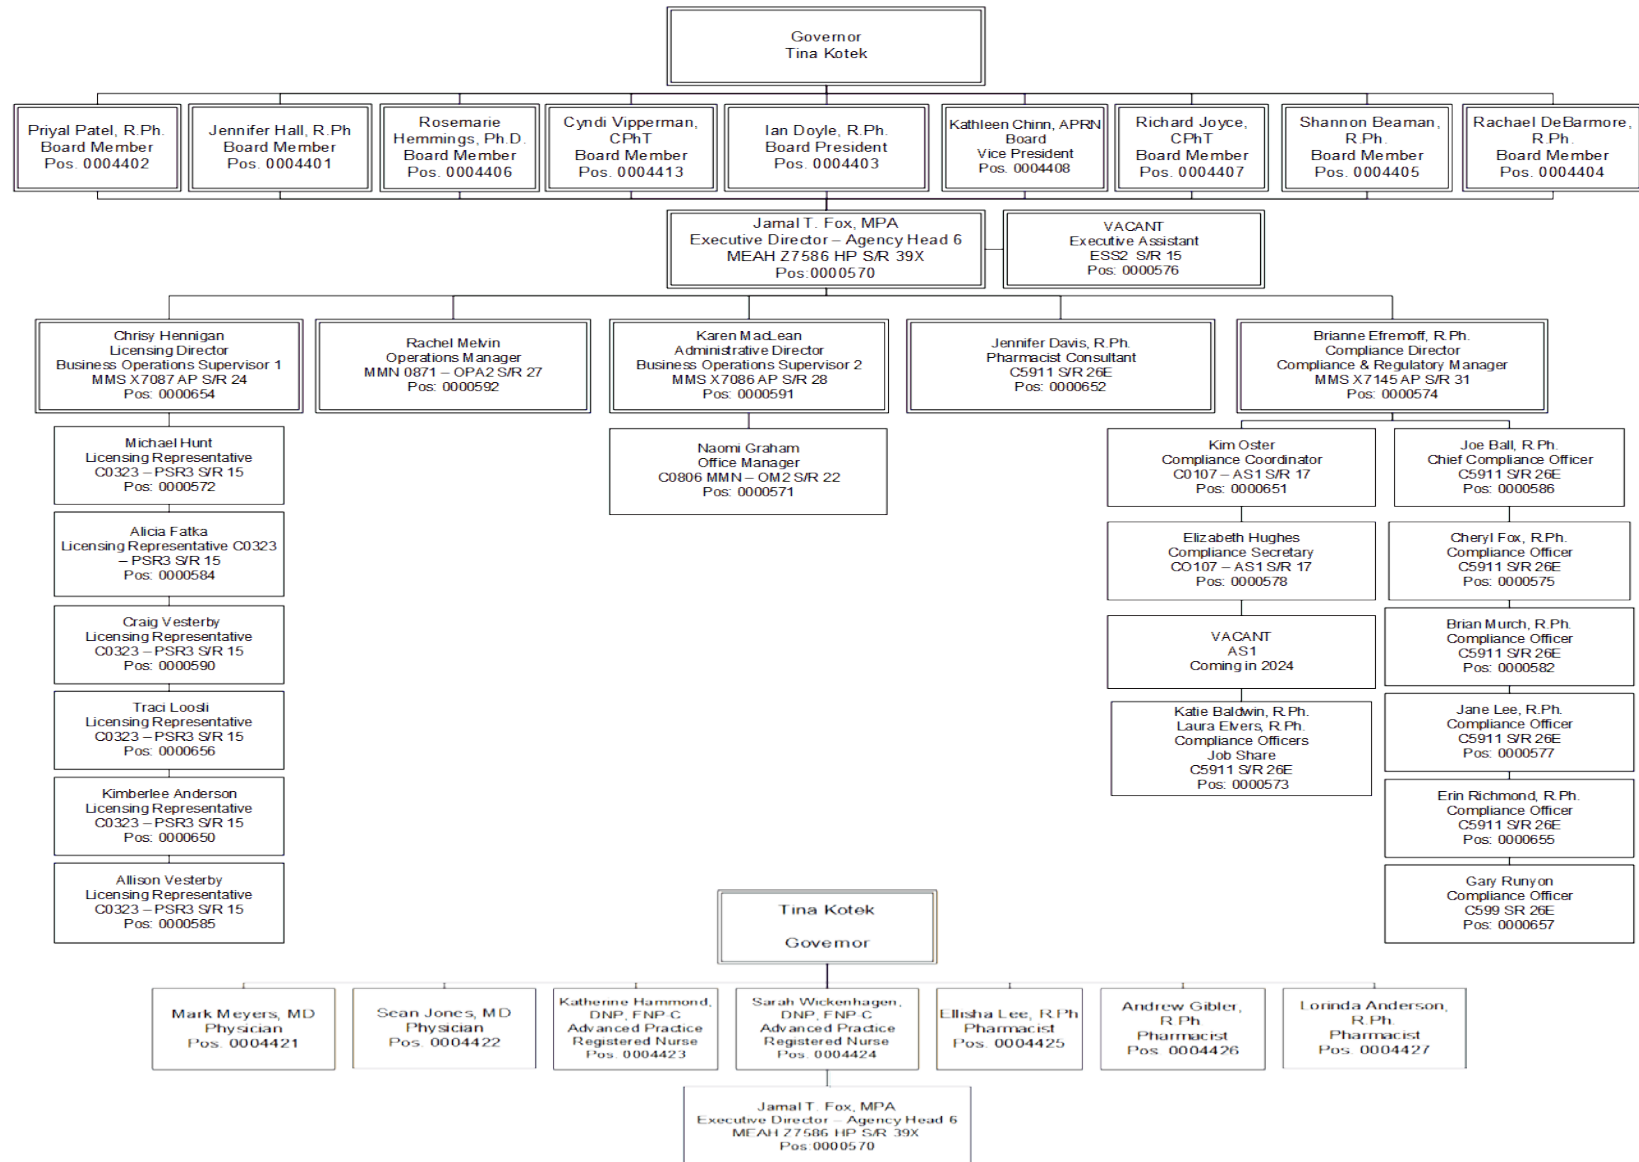 Governor
Tina Kotek
Priyal Patel, R.Ph.
Board Member
Pos. 0004402
Jennifer Hall, R.Ph
Board Member
Pos. 0004401
Rosemarie
Hemmings, Ph.D.
Board Member
Pos. 0004406
Cyndi Vipperman,
CPhT
Board Member
Pos. 0004413
Ian Doyle, R.Ph.
Board President
Pos. 0004403
Kathleen Chinn, APRN
Board
Vice President
Pos. 0004408
Richard Joyce,
CPhT
Board Member
Pos. 0004407
Shannon Beaman,
R.Ph.
Board Member
Pos. 0004405
Rachael DeBarmore,
R.Ph.
Board Member
Pos. 0004404
Jamal T. Fox, MPA
Executive Director – Agency Head 6
MEAH Z7586 HP S/R 39X
Pos:0000570
VACANT
Executive Assistant
ESS2 S/R 15
Pos: 0000576
Chrisy Hennigan
Licensing Director
Business Operations Supervisor 1
MMS X7087 AP S/R 24
Pos: 0000654
Rachel Melvin
Operations Manager
MMN 0871 – OPA2 S/R 27
Pos: 0000592
Karen MacLean
Administrative Director
Business Operations Supervisor 2
MMS X7086 AP S/R 28
Pos: 0000591
Jennifer Davis, R.Ph.
Pharmacist Consultant
C5911 S/R 26E
Pos: 0000652
Brianne Efremoff, R.Ph.
Compliance Director
Compliance & Regulatory Manager
MMS X7145 AP S/R 31
Pos: 0000574
Michael Hunt
Licensing Representative
C0323 – PSR3 S/R 15
Pos: 0000572
Alicia Fatka
Licensing Representative C0323
– PSR3 S/R 15
Pos: 0000584
Craig Vesterby
Licensing Representative
C0323 – PSR3 S/R 15
Pos: 0000590
Traci Loosli
Licensing Representative
C0323 – PSR3 S/R 15
Pos: 0000656
Kimberlee Anderson
Licensing Representative
C0323 – PSR3 S/R 15
Pos: 0000650
Allison Vesterby
Licensing Representative
C0323 – PSR3 S/R 15
Pos: 0000585
Naomi Graham
Office Manager
C0806 MMN – OM2 S/R 22
Pos: 0000571
Kim Oster
Compliance Coordinator
C0107 – AS1 S/R 17
Pos: 0000651
Elizabeth Hughes
Compliance Secretary
CO107 – AS1 S/R 17
Pos: 0000578
VACANT
AS1
Coming in 2024
Katie Baldwin, R.Ph.
Laura Elvers, R.Ph.
Compliance Officers
Job Share
C5911 S/R 26E
Pos: 0000573
Joe Ball, R.Ph.
Chief Compliance Officer
C5911 S/R 26E
Pos: 0000586
Cheryl Fox, R.Ph.
Compliance Officer
C5911 S/R 26E
Pos: 0000575
Brian Murch, R.Ph.
Compliance Officer
C5911 S/R 26E
Pos: 0000582
Jane Lee, R.Ph.
Compliance Officer
C5911 S/R 26E
Pos: 0000577
Erin Richmond, R.Ph.
Compliance Officer
C5911 S/R 26E
Pos: 0000655
Gary Runyon
Compliance Officer
C599 SR 26E
Pos: 0000657
Tina Kotek
Governor
Mark Meyers, MD
Physician
Pos. 0004421
Sean Jones, MD
Physician
Pos. 0004422
Katherine Hammond,
DNP, FNP-C
Advanced Practice
Registered Nurse
Pos. 0004423
Sarah Wickenhagen,
DNP, FNP-C
Advanced Practice
Registered Nurse
Pos. 0004424
Ellisha Lee, R.Ph
Pharmacist
Pos. 0004425
Andrew Gibler,
R.Ph
Pharmacist
Pos. 0004426
Lorinda Anderson,
R.Ph.
Pharmacist
Pos. 0004427
Jamal T. Fox, MPA
Executive Director – Agency Head 6
MEAH Z7586 HP S/R 39X
Pos:0000570